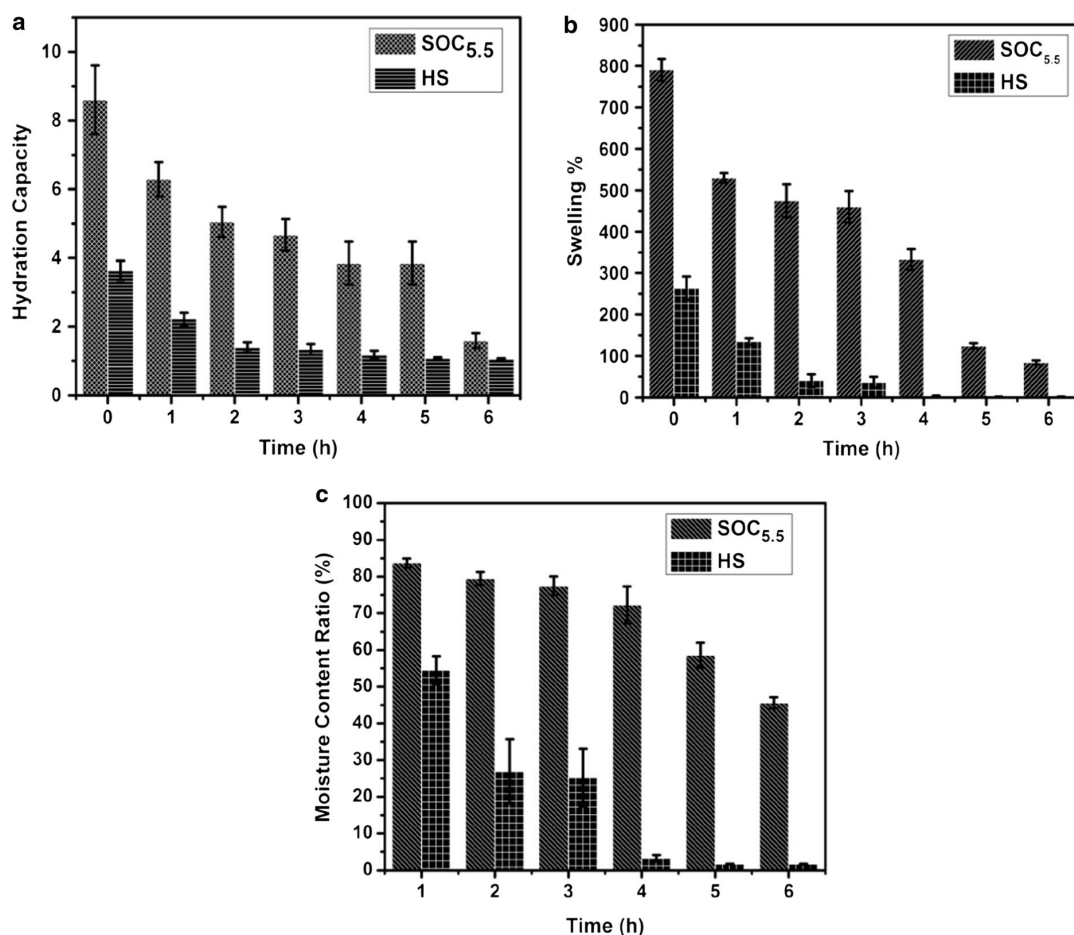 a
SOC5.5
HS
10
8
6
4
2
0
Hydration Capacity
0 1 2 3 4 5 6
Time (h)
b
SOC5.5
HS
900
800
700
600
500
400
300
200
100
0
Swelling %
0 1 2 3 4 5 6
Time (h)
c
SOC5.5
HS
100
90
80
70
60
50
40
30
20
10
0
Moisture Content Ratio (%)
1 2 3 4 5 6
Time (h)